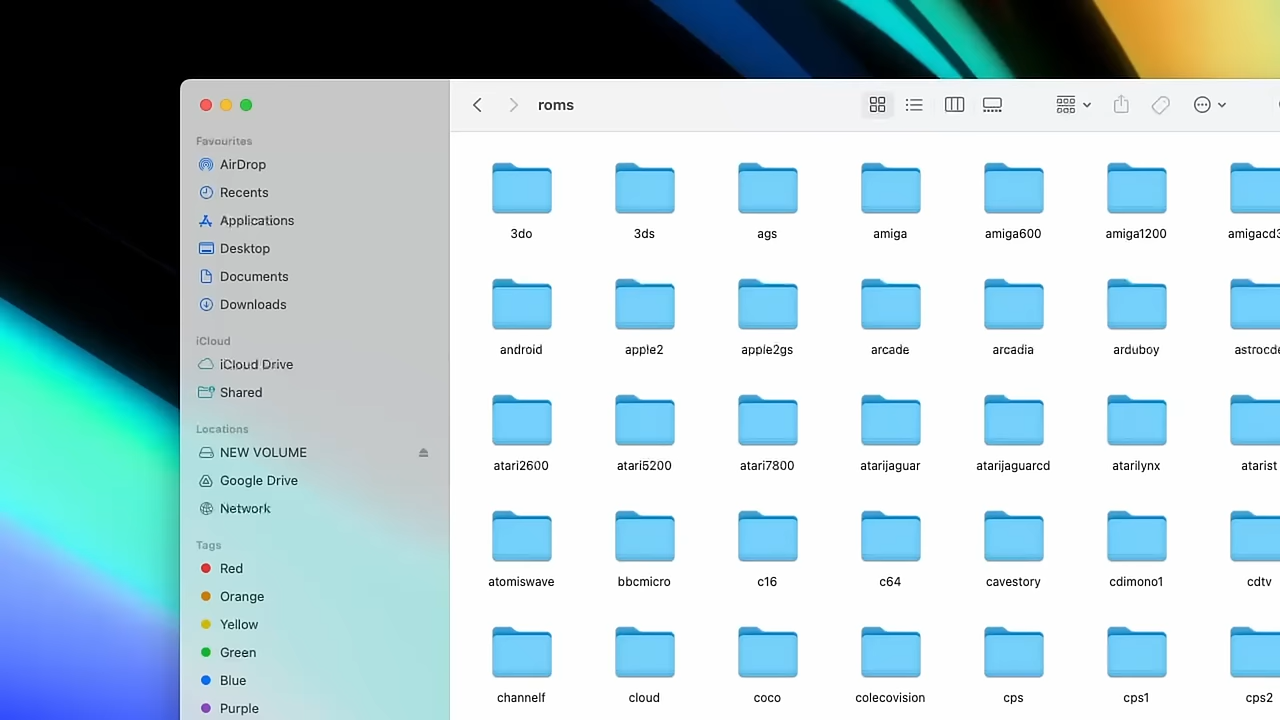 roms
Favourites
AirDrop
Recents
Applications
Desktop
Documents
Downloads
iCloud
iCloud Drive
Shared
Locations
NEW VOLUME
Google Drive
Network
Tags
Red
Orange
Yellow
Green
Blue
Purple
3do 3ds ags amiga amiga600 amiga1200 amigacd3
android apple2 apple2gs arcade arcadia arduboy astrocde
atari2600 atari5200 atari7800 atarijaguar atarijaguarcd atarilynx atarist
atomiswave bbcmicro c16 c64 cavestory cdimono1 cdtv
channelf cloud coco colecovision cps cps1 cps2